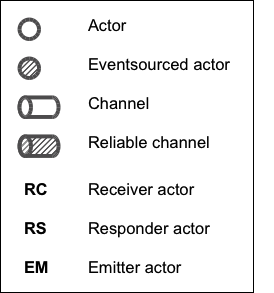 Actor
Eventsourced actor
Channel
Reliable channel
RC Receiver actor
RS Responder actor
EM Emitter actor